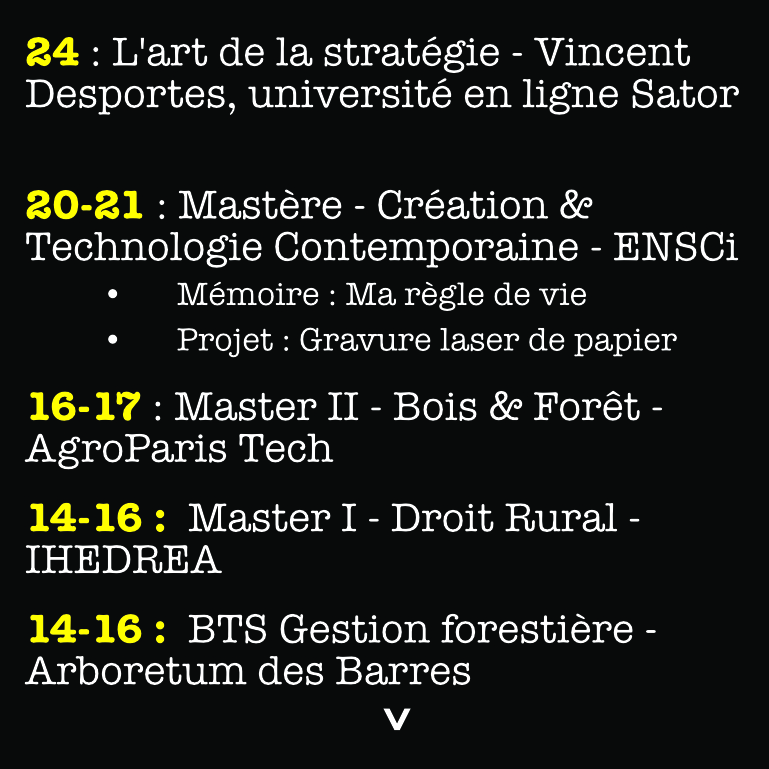 24 : L'art de la stratégie - Vincent
Desportes, université en ligne Sator
20-21 : Mastère - Création &
Technologie Contemporaine - ENSCi
• Mémoire : Ma règle de vie
• Projet : Gravure laser de papier
16-17 : Master II - Bois & Forêt -
AgroParis Tech
14-16 : Master I - Droit Rural -
IHEDREA
14-16 : BTS Gestion forestière -
Arboretum des Barres
v